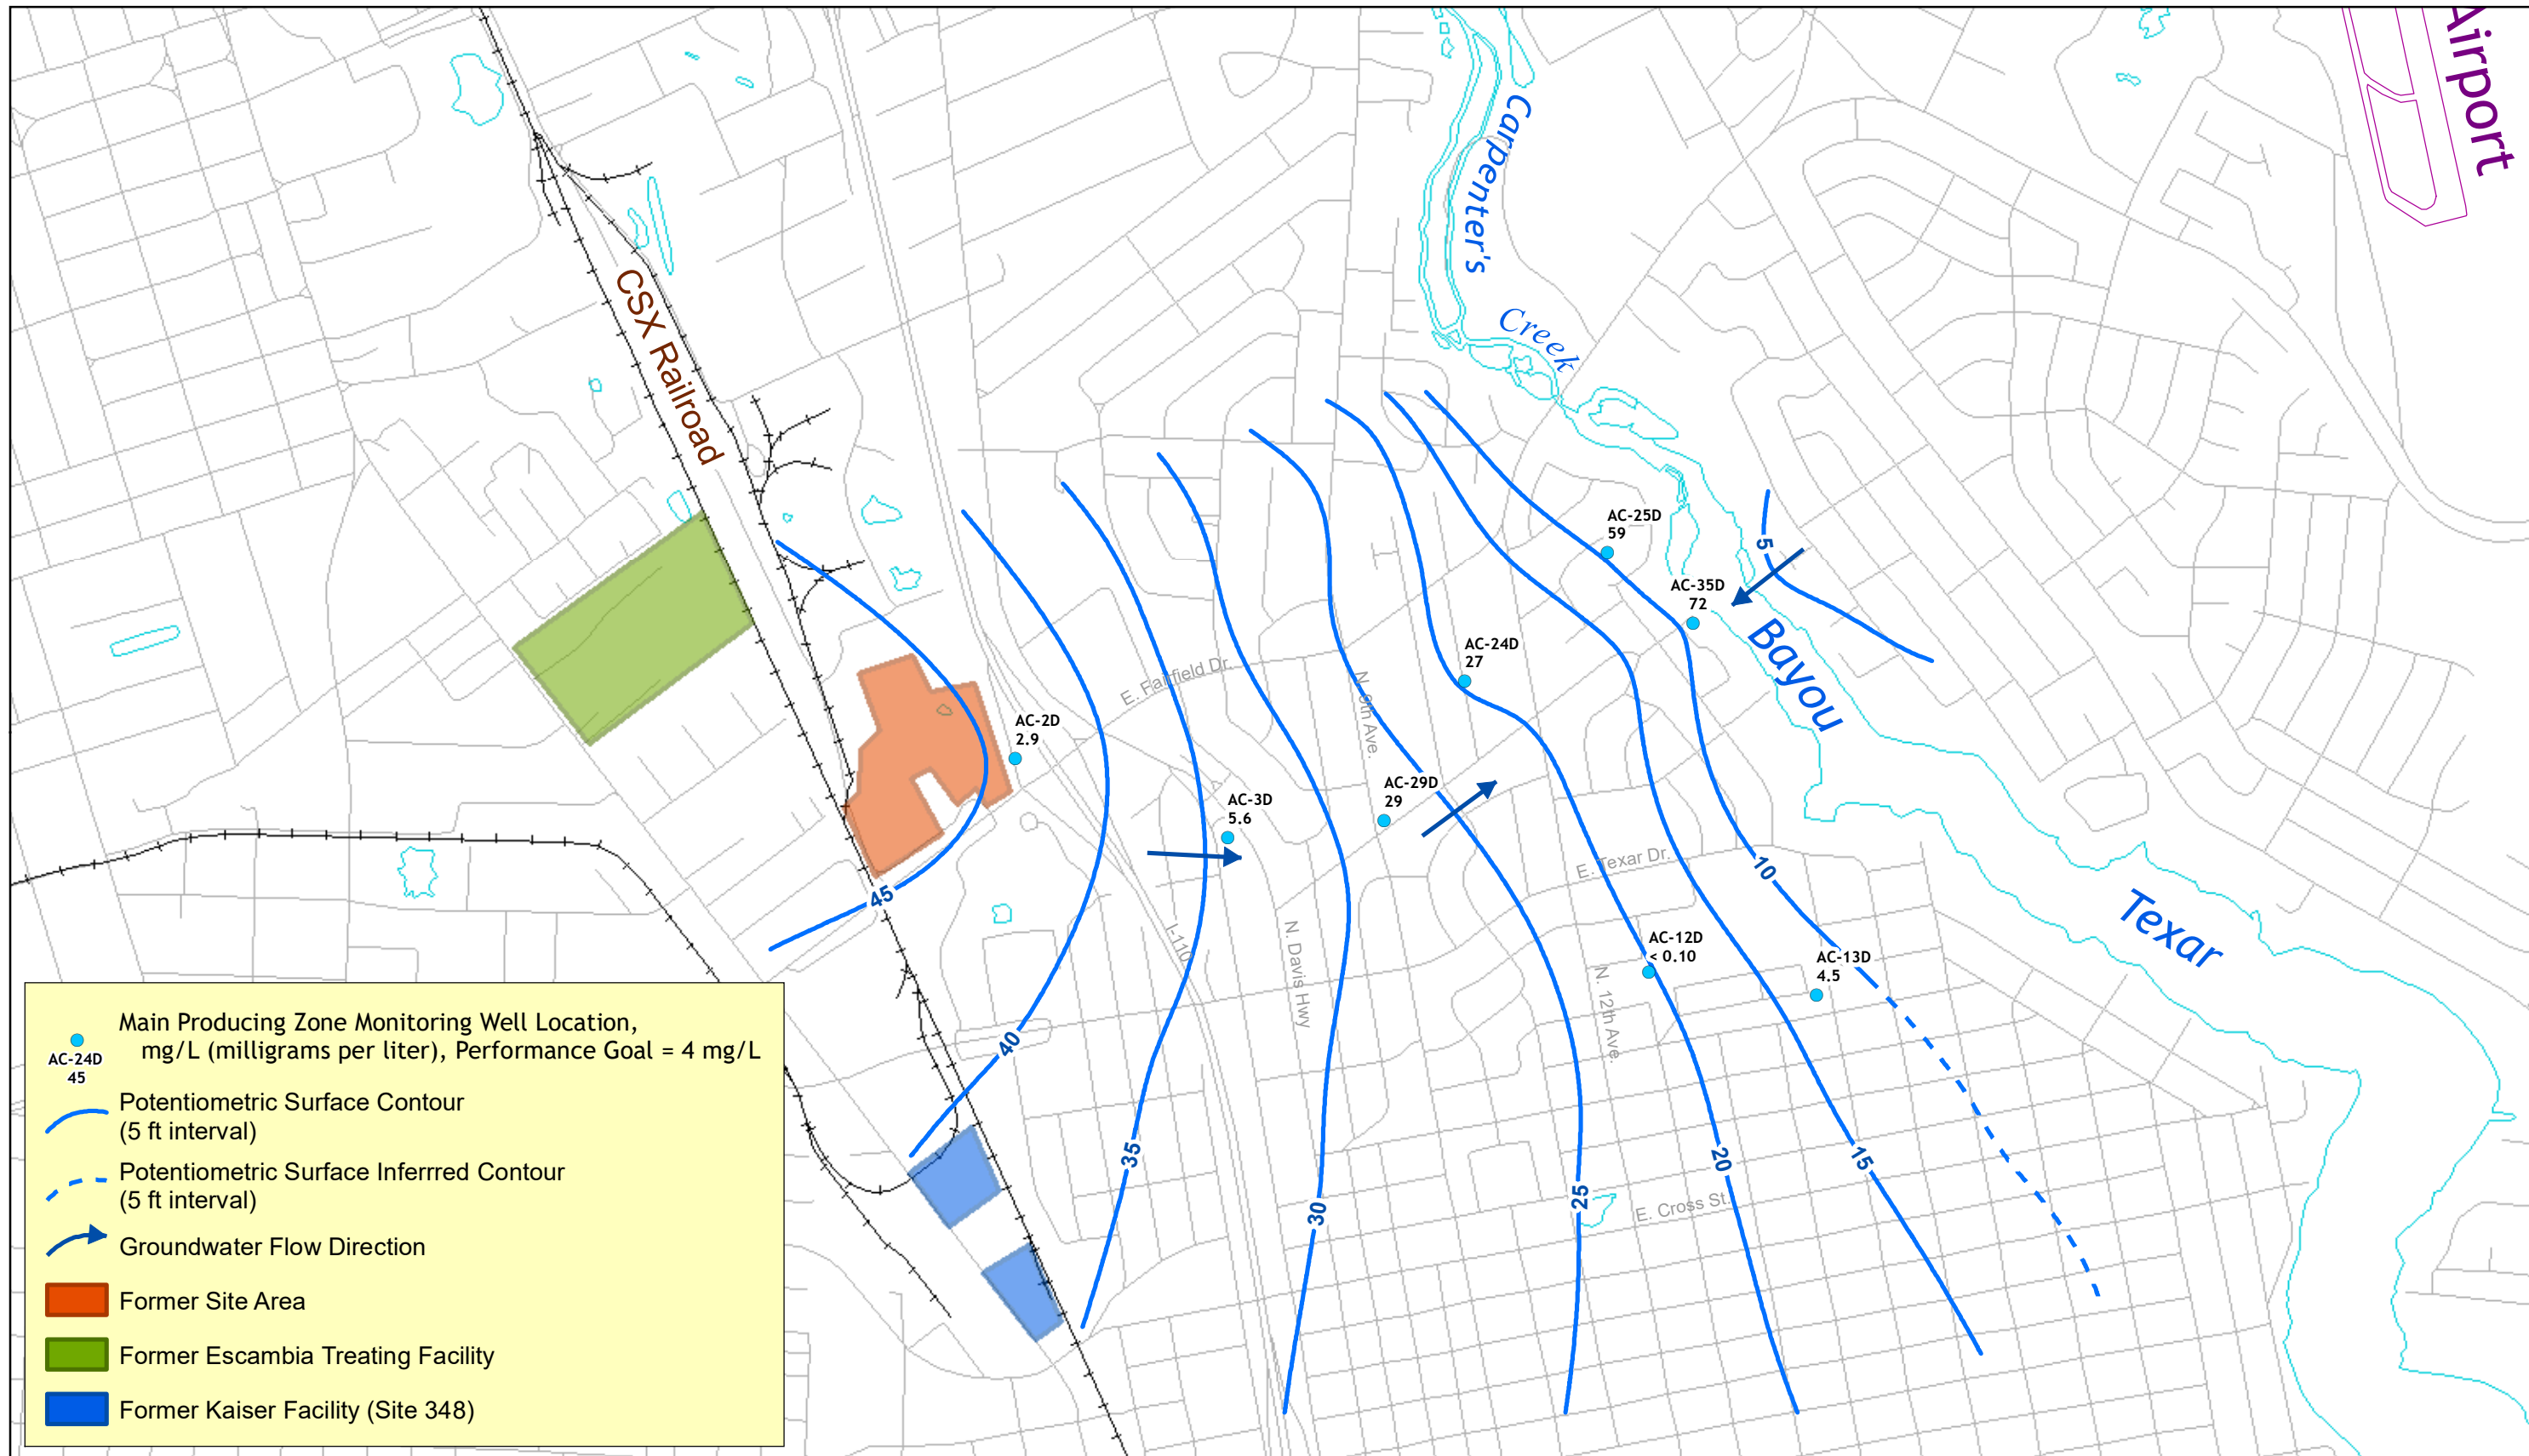 Airport
Carpenter's
Creek
CSX Railroad
AC-25D
59
5
AC-35D
72
Bayou
AC-24D
27
E. Fairfield Dr.
N. 9th Ave.
AC-2D
2.9
AC-29D
29
AC-3D
5.6
E. Texar Dr.
10
45
Texar
I-110
N. Davis Hwy
AC-12D
< 0.10
AC-13D
4.5
N. 12th Ave.
40
35
30
25
20
15
E. Cross St.
Main Producing Zone Monitoring Well Location,
mg/L (milligrams per liter), Performance Goal = 4 mg/L
AC-24D
45
Potentiometric Surface Contour
(5 ft interval)
Potentiometric Surface Inferrred Contour
(5 ft interval)
Groundwater Flow Direction
Former Site Area
Former Escambia Treating Facility
Former Kaiser Facility (Site 348)